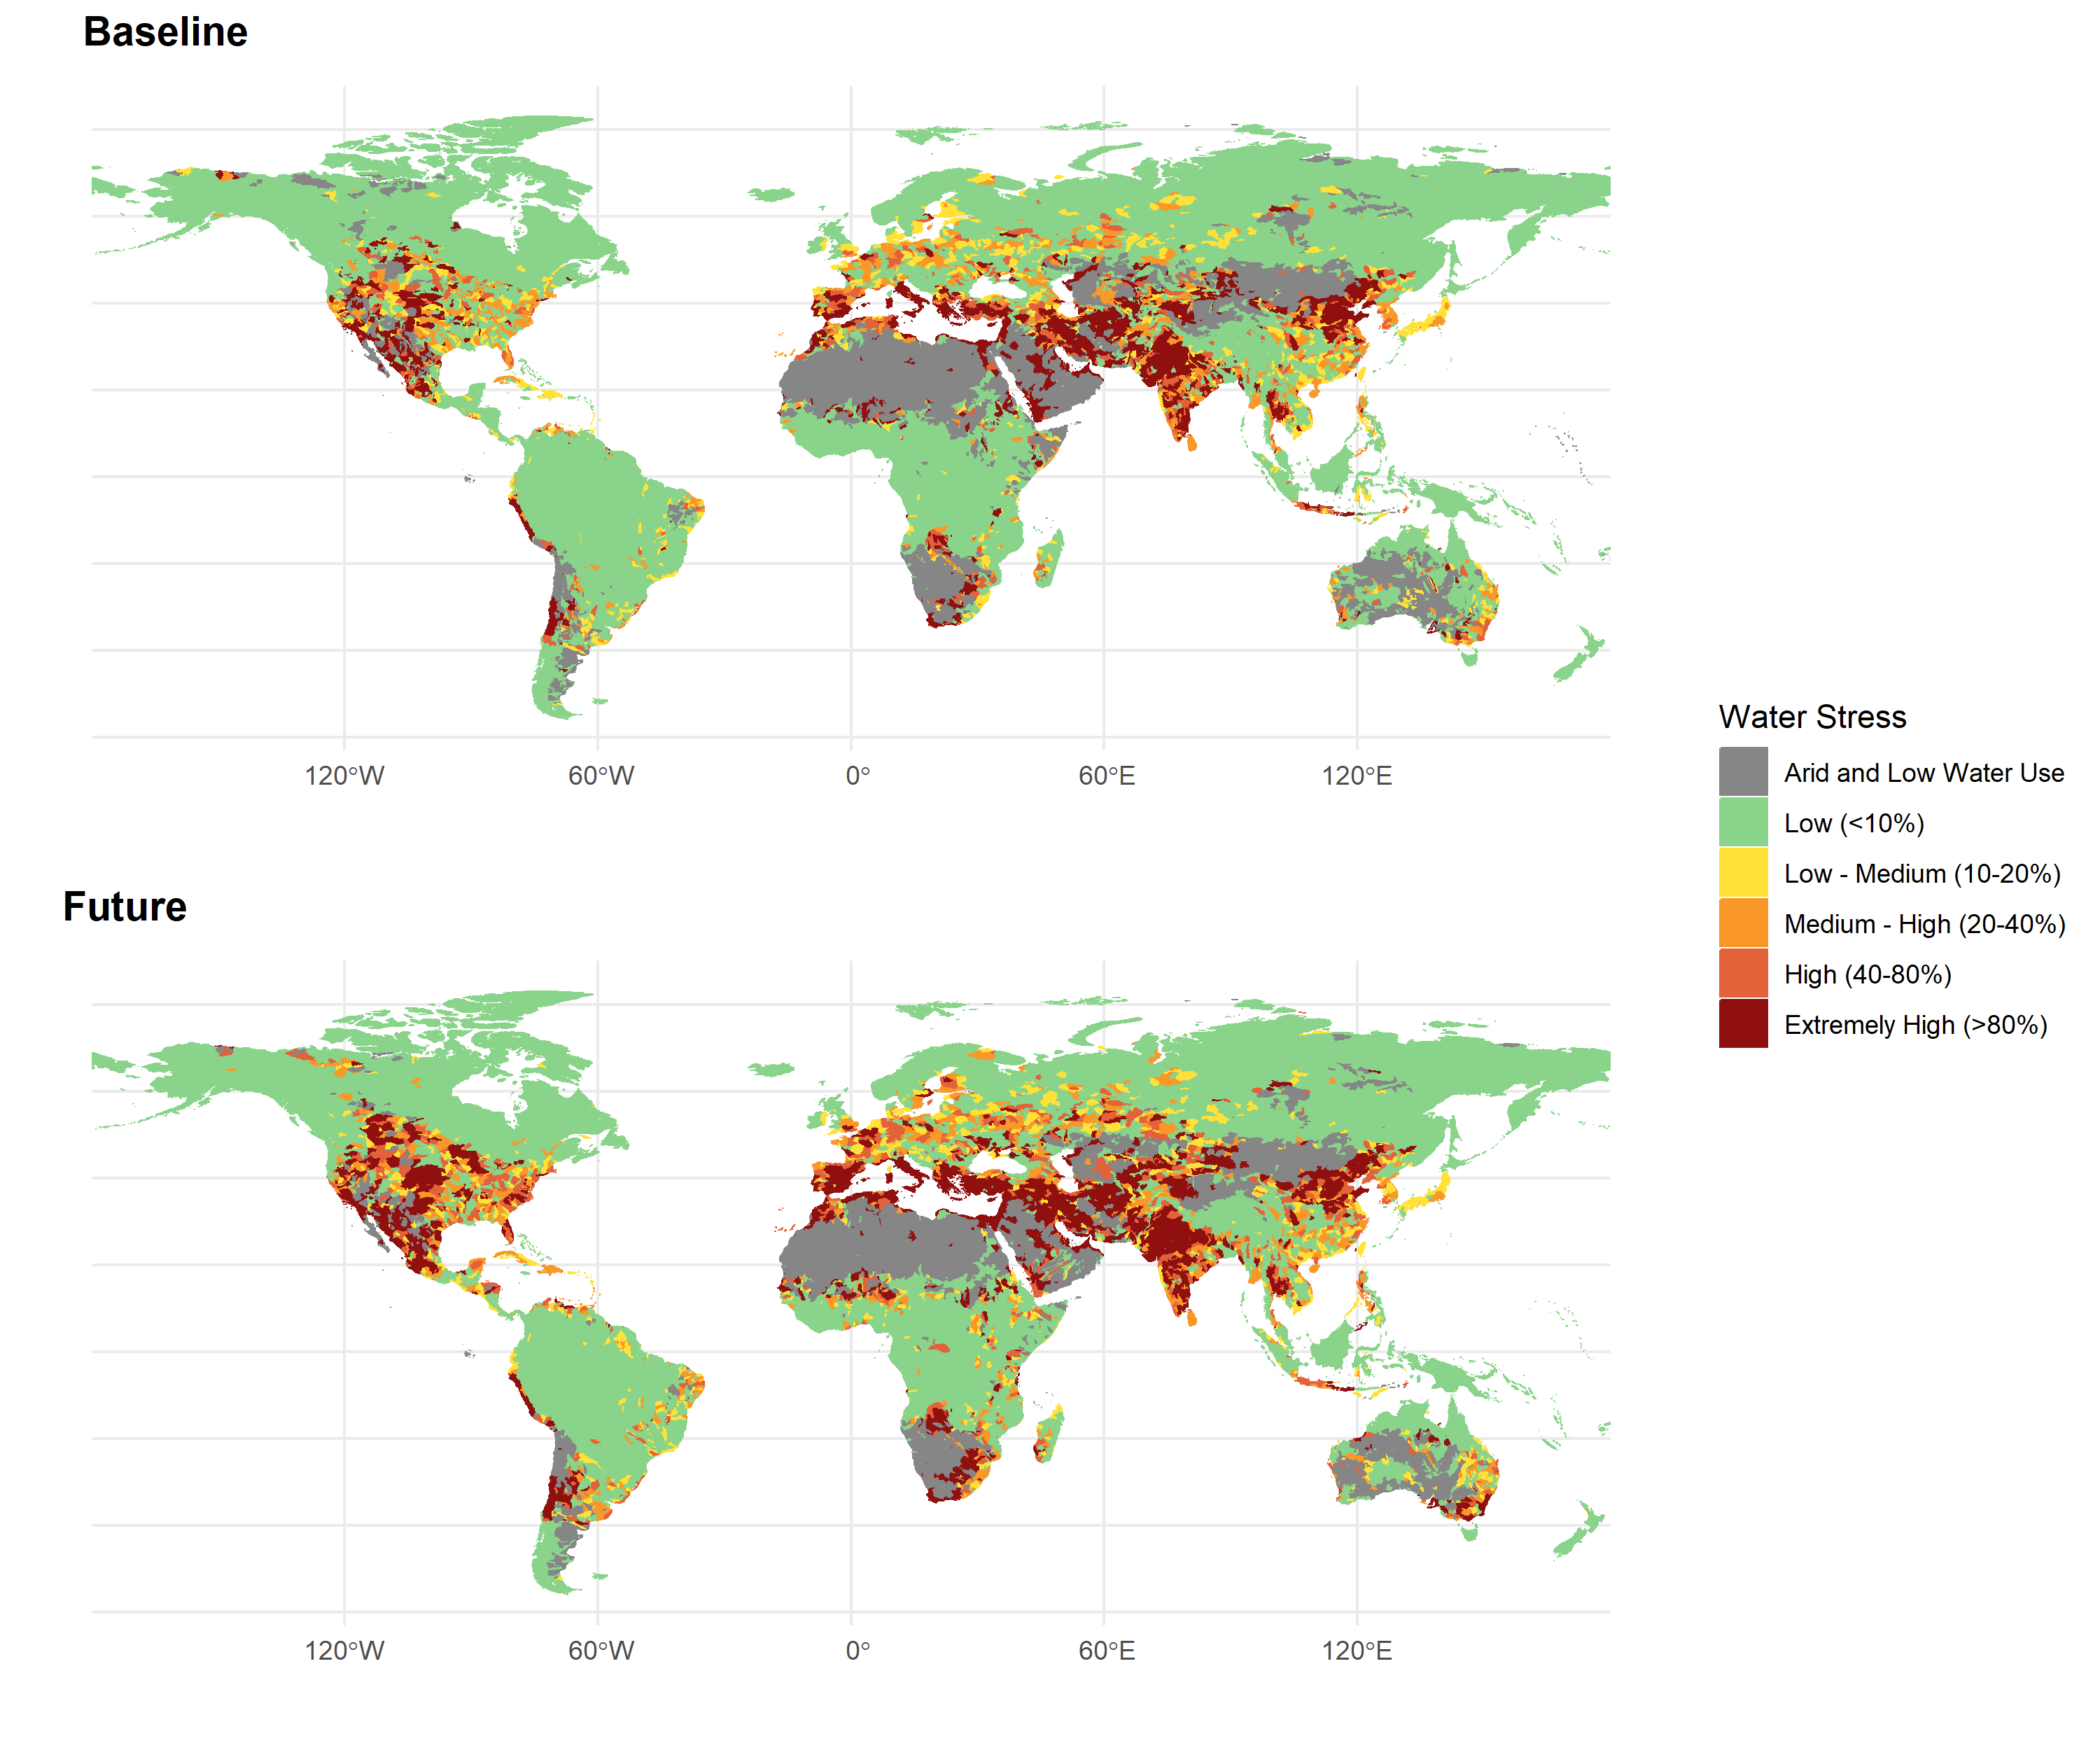 Baseline
120°W 60°W 0° 60°E 120°E
Water Stress
Arid and Low Water Use
Low (<10%)
Low - Medium (10-20%)
Medium - High (20-40%)
High (40-80%)
Extremely High (>80%)
Future
120°W 60°W 0° 60°E 120°E